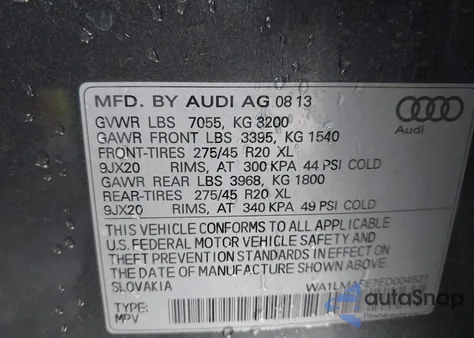 MFD. BY AUDI AG 08 13
GVWR LBS 7055, KG 3200
GAWR FRONT LBS 3395, KG 1540
FRONT-TIRES 275/45 R20 XL
9JX20 RIMS, AT 300 KPA 44 PSI COLD
GAWR REAR LBS 3968, KG 1800
REAR-TIRES 275/45 R20 XL
9JX20 RIMS, AT 340 KPA 49 PSI COLD
Audi
THIS VEHICLE CONFORMS TO ALL APPLICABLE
U.S. FEDERAL MOTOR VEHICLE SAFETY AND
THEFT PREVENTION STANDARDS IN EFFECT ON
THE DATE OF MANUFACTURE SHOWN ABOVE
SLOVAKIA
TYPE:
MPV
autoSnap